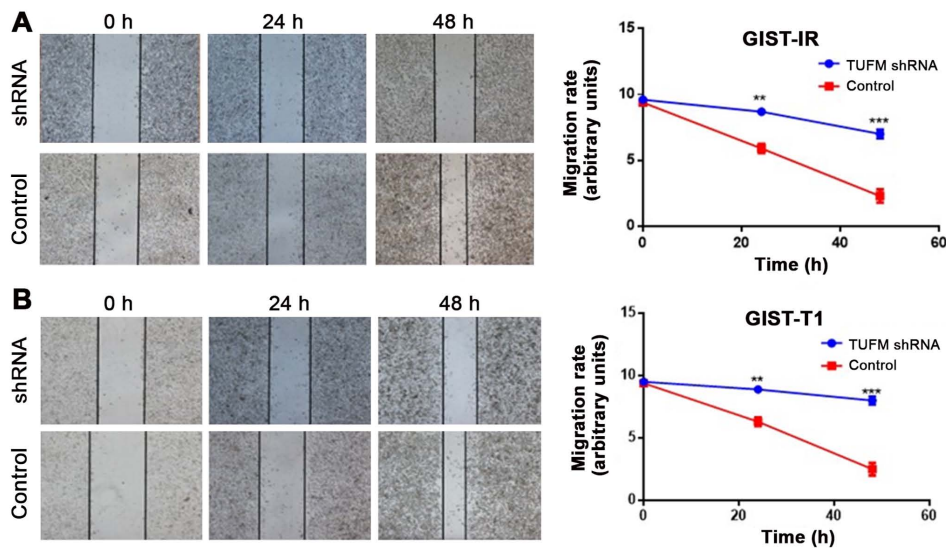 A
0 h 24 h 48 h
shRNA
Control
GIST-IR
TUFM shRNA
Control
Migration rate
(arbitrary units)
15
10
5
0
** 
***
0 20 40 60
Time (h)
B
0 h 24 h 48 h
shRNA
Control
GIST-T1
TUFM shRNA
Control
Migration rate
(arbitrary units)
15
10
5
0
**
***
0 20 40 60
Time (h)